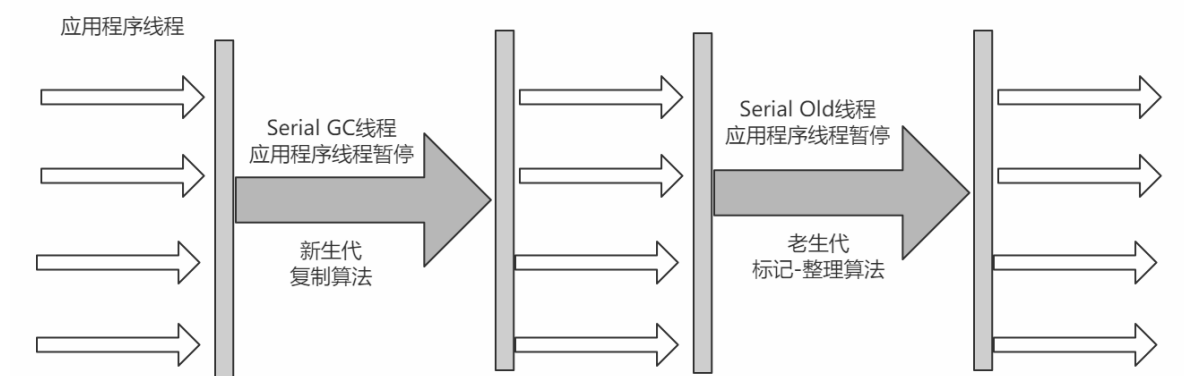 应用程序线程
Serial GC线程
应用程序线程暂停
新生代
复制算法
Serial Old线程
应用程序线程暂停
老生代
标记-整理算法